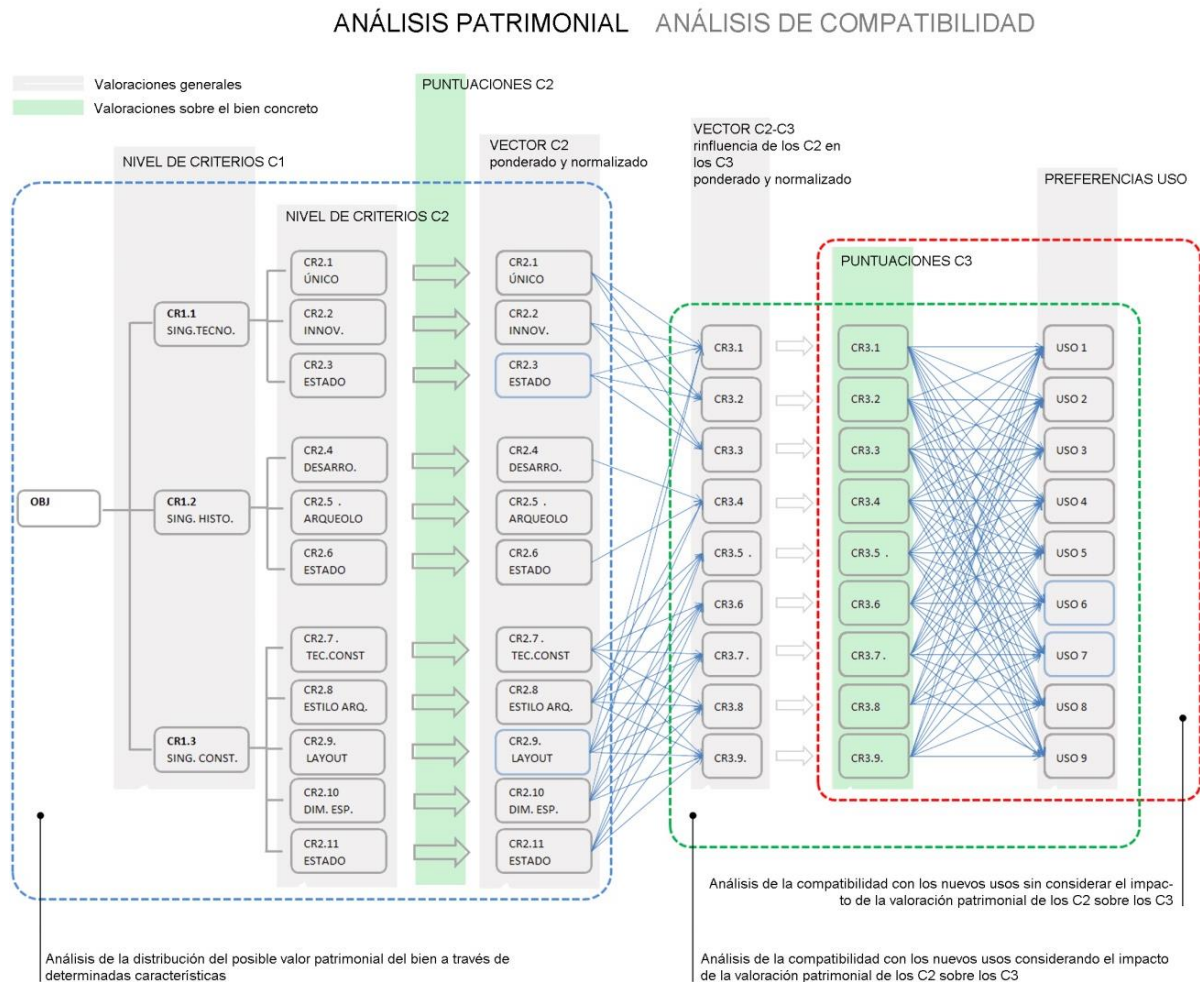 ANÁLISIS PATRIMONIAL ANÁLISIS DE COMPATIBILIDAD
Valoraciones generales
Valoraciones sobre el bien concreto
PUNTUACIONES C2
NIVEL DE CRITERIOS C1
VECTOR C2
ponderado y normalizado
VECTOR C2-C3
rinfluencia de los C2 en
los C3
ponderado y normalizado
PREFERENCIAS USO
NIVEL DE CRITERIOS C2
PUNTUACIONES C3
OBJ
CR1.1
SING.TECNO.
CR1.2
SING. HISTO.
CR1.3
SING. CONST.
CR2.1
ÚNICO
CR2.2
INNOV.
CR2.3
ESTADO
CR2.4
DESARRO.
CR2.5 .
ARQUEOLO
CR2.6
ESTADO
CR2.7 .
TEC.CONST
CR2.8
ESTILO ARQ.
CR2.9.
LAYOUT
CR2.10
DIM. ESP.
CR2.11
ESTADO
CR2.1
ÚNICO
CR2.2
INNOV.
CR2.3
ESTADO
CR2.4
DESARRO.
CR2.5 .
ARQUEOLO
CR2.6
ESTADO
CR2.7 .
TEC.CONST
CR2.8
ESTILO ARQ.
CR2.9.
LAYOUT
CR2.10
DIM. ESP.
CR2.11
ESTADO
CR3.1
CR3.2
CR3.3
CR3.4
CR3.5 .
CR3.6
CR3.7 .
CR3.8
CR3.9.
CR3.1
CR3.2
CR3.3
CR3.4
CR3.5 .
CR3.6
CR3.7 .
CR3.8
CR3.9.
USO 1
USO 2
USO 3
USO 4
USO 5
USO 6
USO 7
USO 8
USO 9
Análisis de la compatibilidad con los nuevos usos sin considerar el impac-
to de la valoración patrimonial de los C2 sobre los C3
Análisis de la distribución del posible valor patrimonial del bien a través de
determinadas características
Análisis de la compatibilidad con los nuevos usos considerando el impacto
de la valoración patrimonial de los C2 sobre los C3